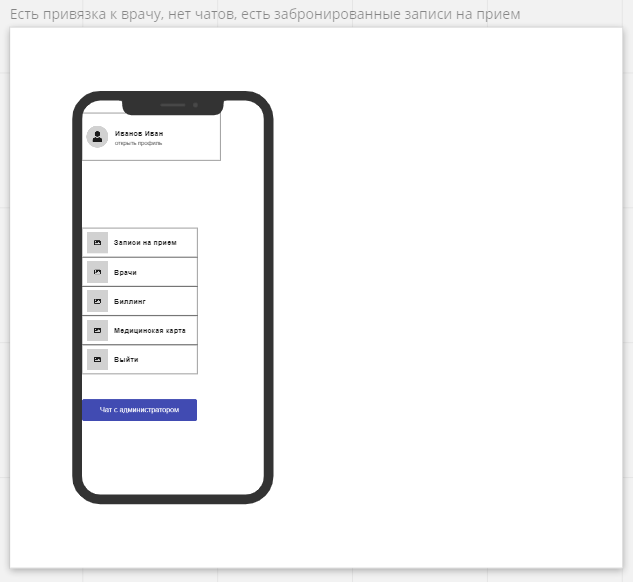 Есть привязка к врачу, нет чатов, есть забронированные записи на прием
Иванов Иван
открыть профиль
Записи на прием
Врачи
Биллинг
Медицинская карта
Выйти
Чат с администратором